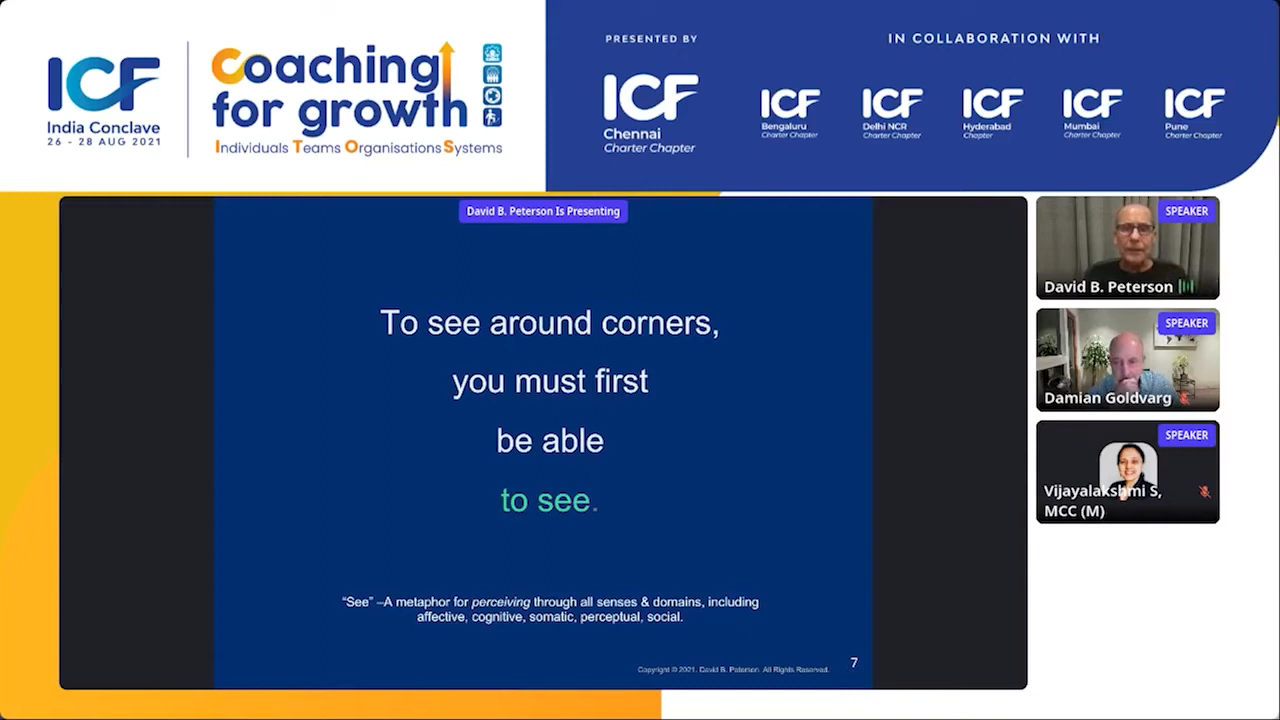 ICF
India Conclave
26 - 28 AUG 2021
Coaching
for growth
Individuals Teams Organisations Systems
PRESENTED BY
ICF
Chennai
Charter Chapter
IN COLLABORATION WITH
ICF
Bengaluru
Charter Chapter
ICF
Delhi NCR
Charter Chapter
ICF
Hyderabad
Chapter
ICF
Mumbai
Charter Chapter
ICF
Pune
Charter Chapter
David B. Peterson Is Presenting
To see around corners,
you must first
be able
to see.
“See” –A metaphor for perceiving through all senses & domains, including
affective, cognitive, somatic, perceptual, social.
Copyright © 2021. David B. Peterson. All Rights Reserved.
7
SPEAKER
David B. Peterson
SPEAKER
Damian Goldvarg
SPEAKER
Vijayalakshmi S,
MCC (M)